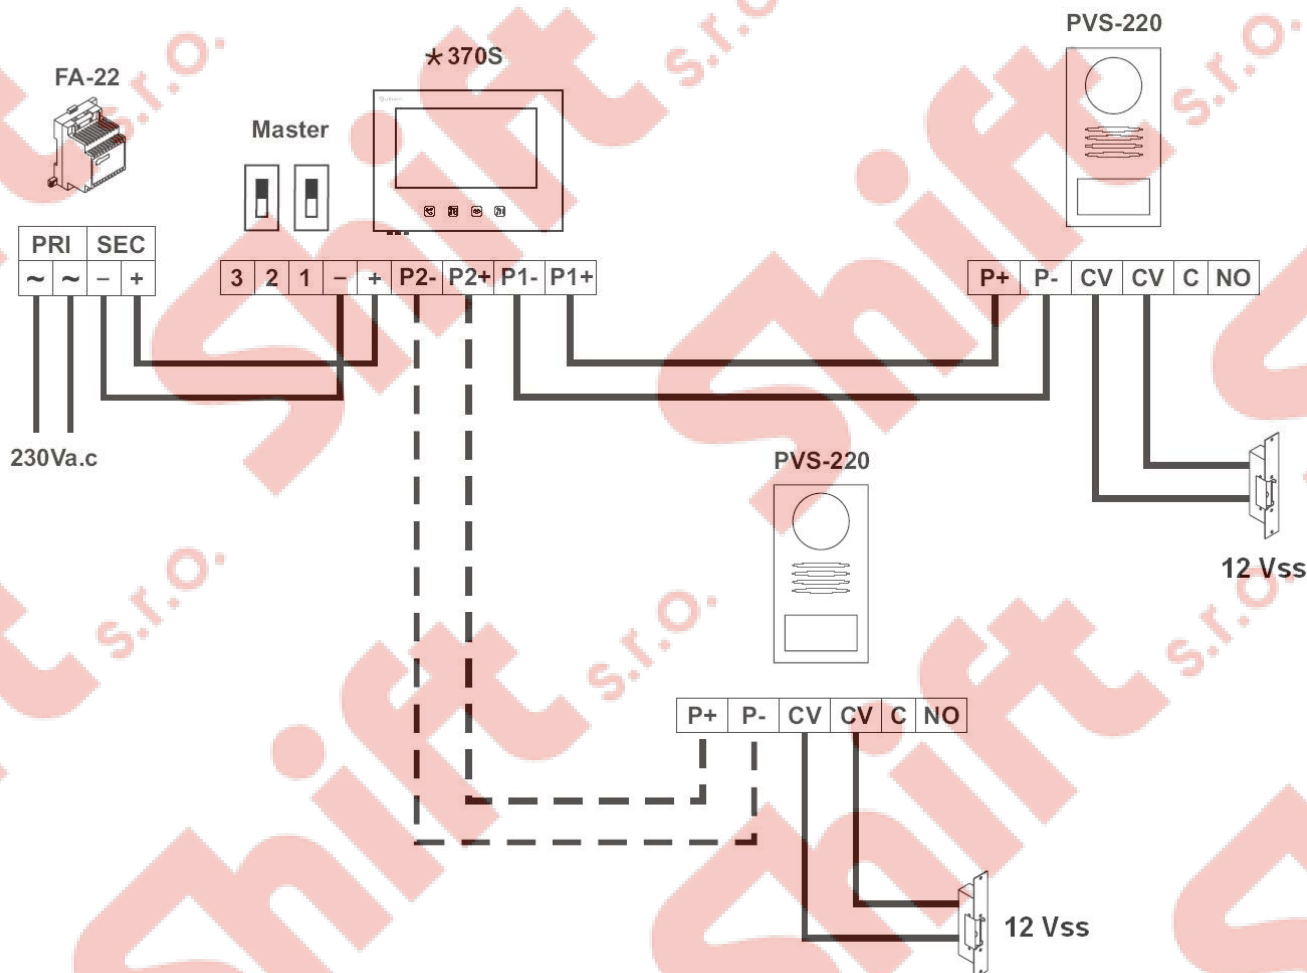 PVS-220
* 370S
FA-22
Master
PRI SEC
~ ~ – +
3 2 1 – + P2- P2+ P1- P1+
P+ P- CV CV C NO
230Va.c
PVS-220
12 Vss
P+ P- CV CV C NO
12 Vss
Shift s.r.o.